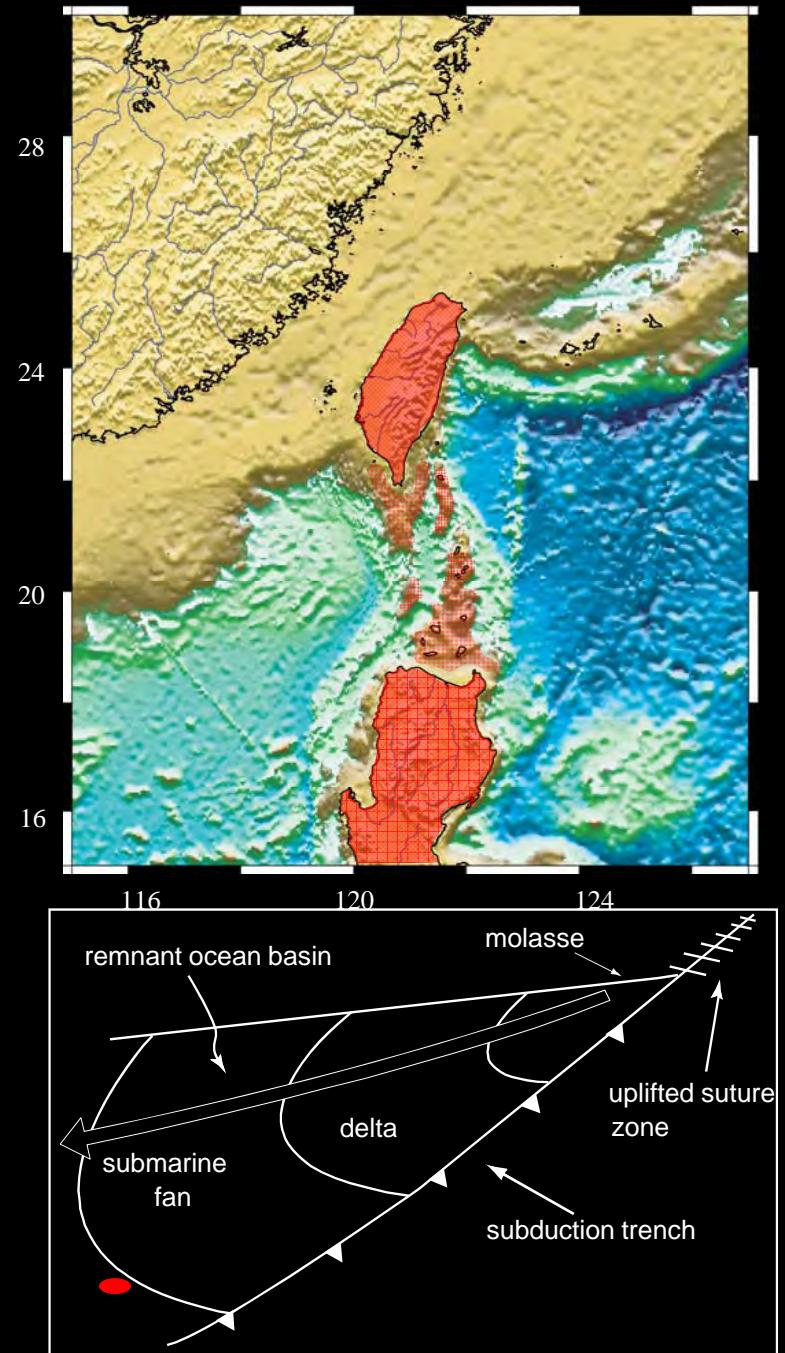 28
24
20
16
116
120
124
molasse
remnant ocean basin
uplifted suture
zone
delta
submarine
fan
subduction trench